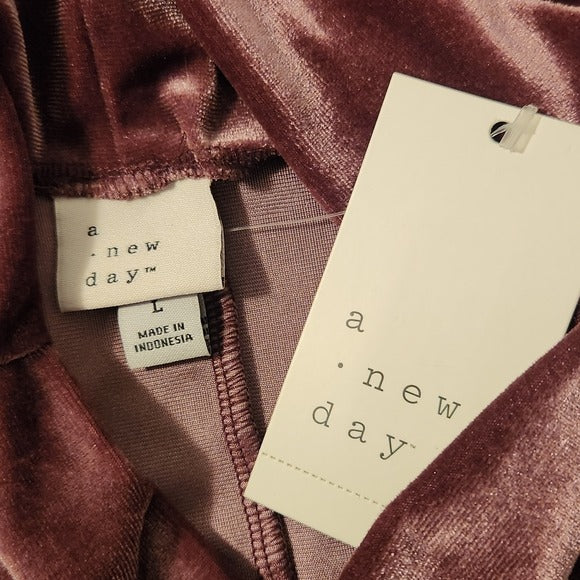 a
·new
day™
L
MADE IN
INDONESIA
a
·new
day™